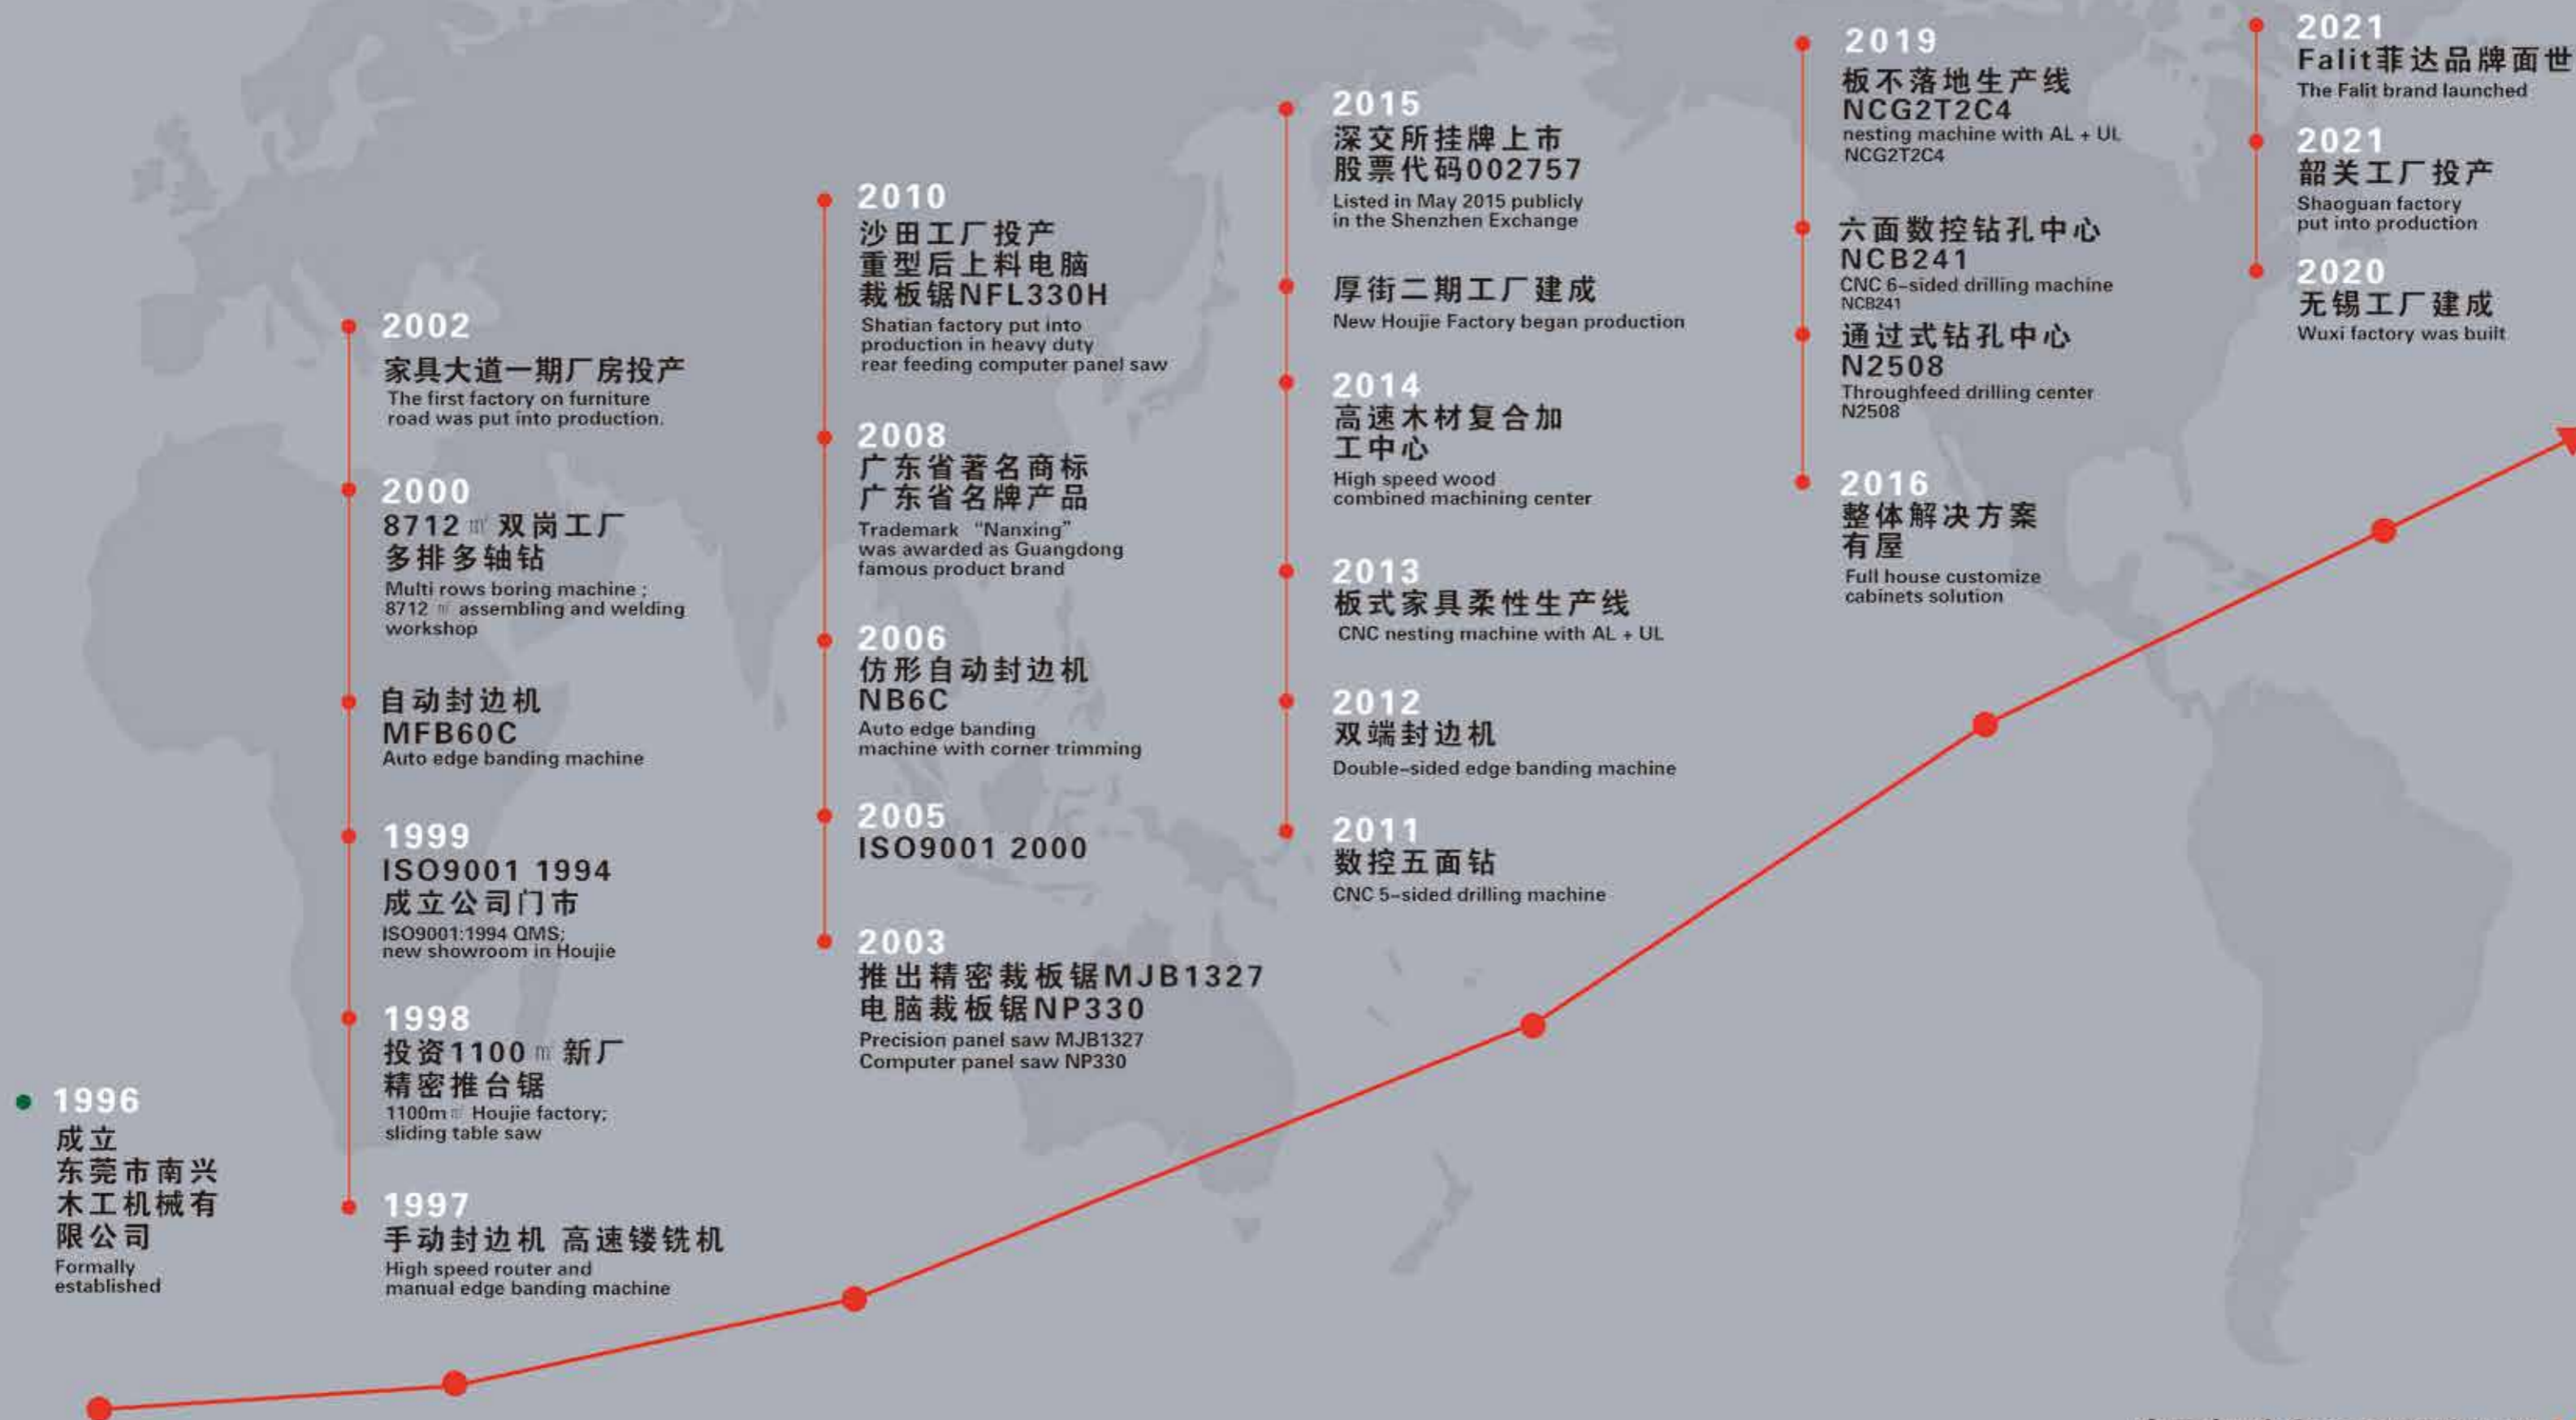 1996
成立
东莞市南兴
木工机械有
限公司
Formally
established
2002
家具大道一期厂房投产
The first factory on furniture
road was put into production.
2000
8712㎡双岗工厂
多排多轴钻
Multi rows boring machine ;
8712 ㎡ assembling and welding
workshop
自动封边机
MFB60C
Auto edge banding machine
1999
ISO9001 1994
成立公司门市
ISO9001:1994 QMS;
new showroom in Houjie
1998
投资1100㎡新厂
精密推台锯
1100m㎡ Houjie factory;
sliding table saw
1997
手动封边机 高速镂铣机
High speed router and
manual edge banding machine
2010
沙田工厂投产
重型后上料电脑
裁板锯NFL330H
Shatian factory put into
production in heavy duty
rear feeding computer panel saw
2008
广东省著名商标
广东省名牌产品
Trademark “Nanxing”
was awarded as Guangdong
famous product brand
2006
仿形自动封边机
NB6C
Auto edge banding
machine with corner trimming
2005
ISO9001 2000
2003
推出精密裁板锯MJB1327
电脑裁板锯NP330
Precision panel saw MJB1327
Computer panel saw NP330
2015
深交所挂牌上市
股票代码002757
Listed in May 2015 publicly
in the Shenzhen Exchange
厚街二期工厂建成
New Houjie Factory began production
2014
高速木材复合加
工中心
High speed wood
combined machining center
2013
板式家具柔性生产线
CNC nesting machine with AL + UL
2012
双端封边机
Double-sided edge banding machine
2011
数控五面钻
CNC 5-sided drilling machine
2019
板不落地生产线
NCG2T2C4
nesting machine with AL + UL
NCG2T2C4
六面数控钻孔中心
NCB241
CNC 6-sided drilling machine
NCB241
通过式钻孔中心
N2508
Throughfeed drilling center
N2508
2016
整体解决方案
有屋
Full house customize
cabinets solution
2021
Falit菲达品牌面世
The Falit brand launched
2021
韶关工厂投产
Shaoguan factory
put into production
2020
无锡工厂建成
Wuxi factory was built